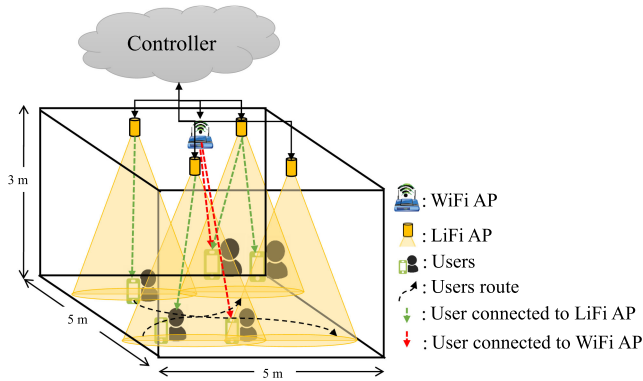 Controller
3 m
5 m
5 m
: WiFi AP
: LiFi AP
: Users
: Users route
: User connected to LiFi AP
: User connected to WiFi AP